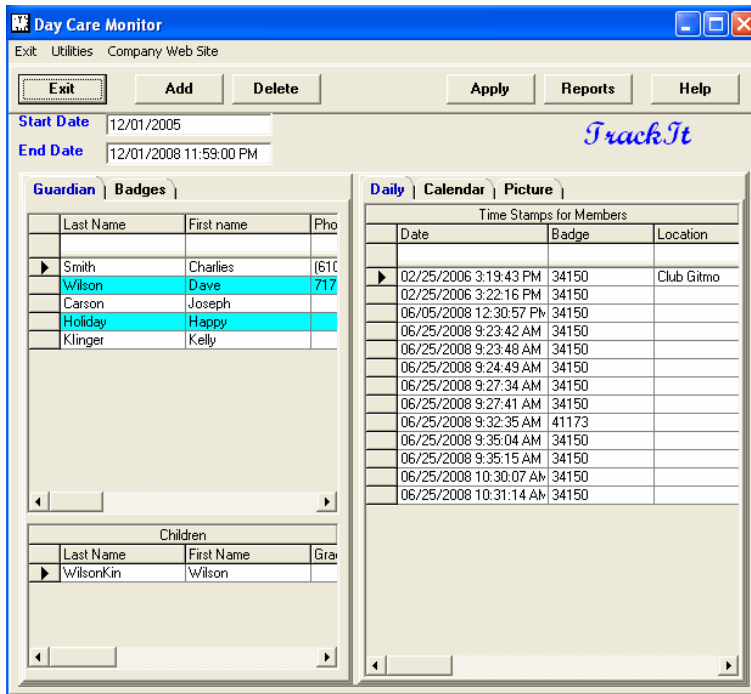 Day Care Monitor
Exit Utilities Company Web Site
Exit Add Delete Apply Reports Help
Start Date 12/01/2005
TrackIt
End Date 12/01/2008 11:59:00 PM
Guardian Badges
Last Name First name Pho
Smith Charlies (610
Wilson Dave 717
Carson Joseph
Holiday Happy
Klinger Kelly
Children
Last Name First Name Grad
WilsonKin Wilson
Daily Calendar Picture
Time Stamps for Members
Date Badge Location
02/25/2006 3:19:43 PM 34150 Club Gitmo
02/25/2006 3:22:16 PM 34150
06/05/2008 12:30:57 PM 34150
06/25/2008 9:23:42 AM 34150
06/25/2008 9:23:48 AM 34150
06/25/2008 9:24:49 AM 34150
06/25/2008 9:27:34 AM 34150
06/25/2008 9:27:41 AM 34150
06/25/2008 9:32:35 AM 41173
06/25/2008 9:35:04 AM 34150
06/25/2008 9:35:15 AM 34150
06/25/2008 10:30:07 AM 34150
06/25/2008 10:31:14 AM 34150